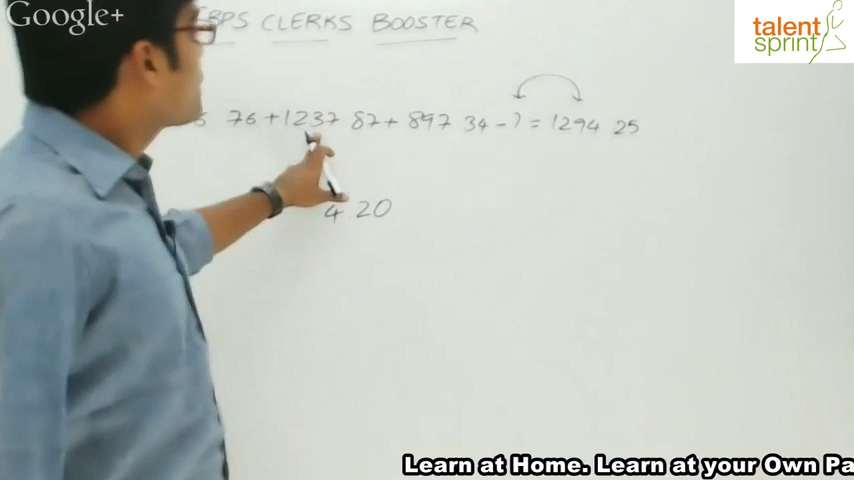 Google+
IBPS CLERKS BOOSTER
talent
sprint
76 + 1237 87 + 897 34 - ? = 1294 25
4 20
Learn at Home. Learn at your Own Pa